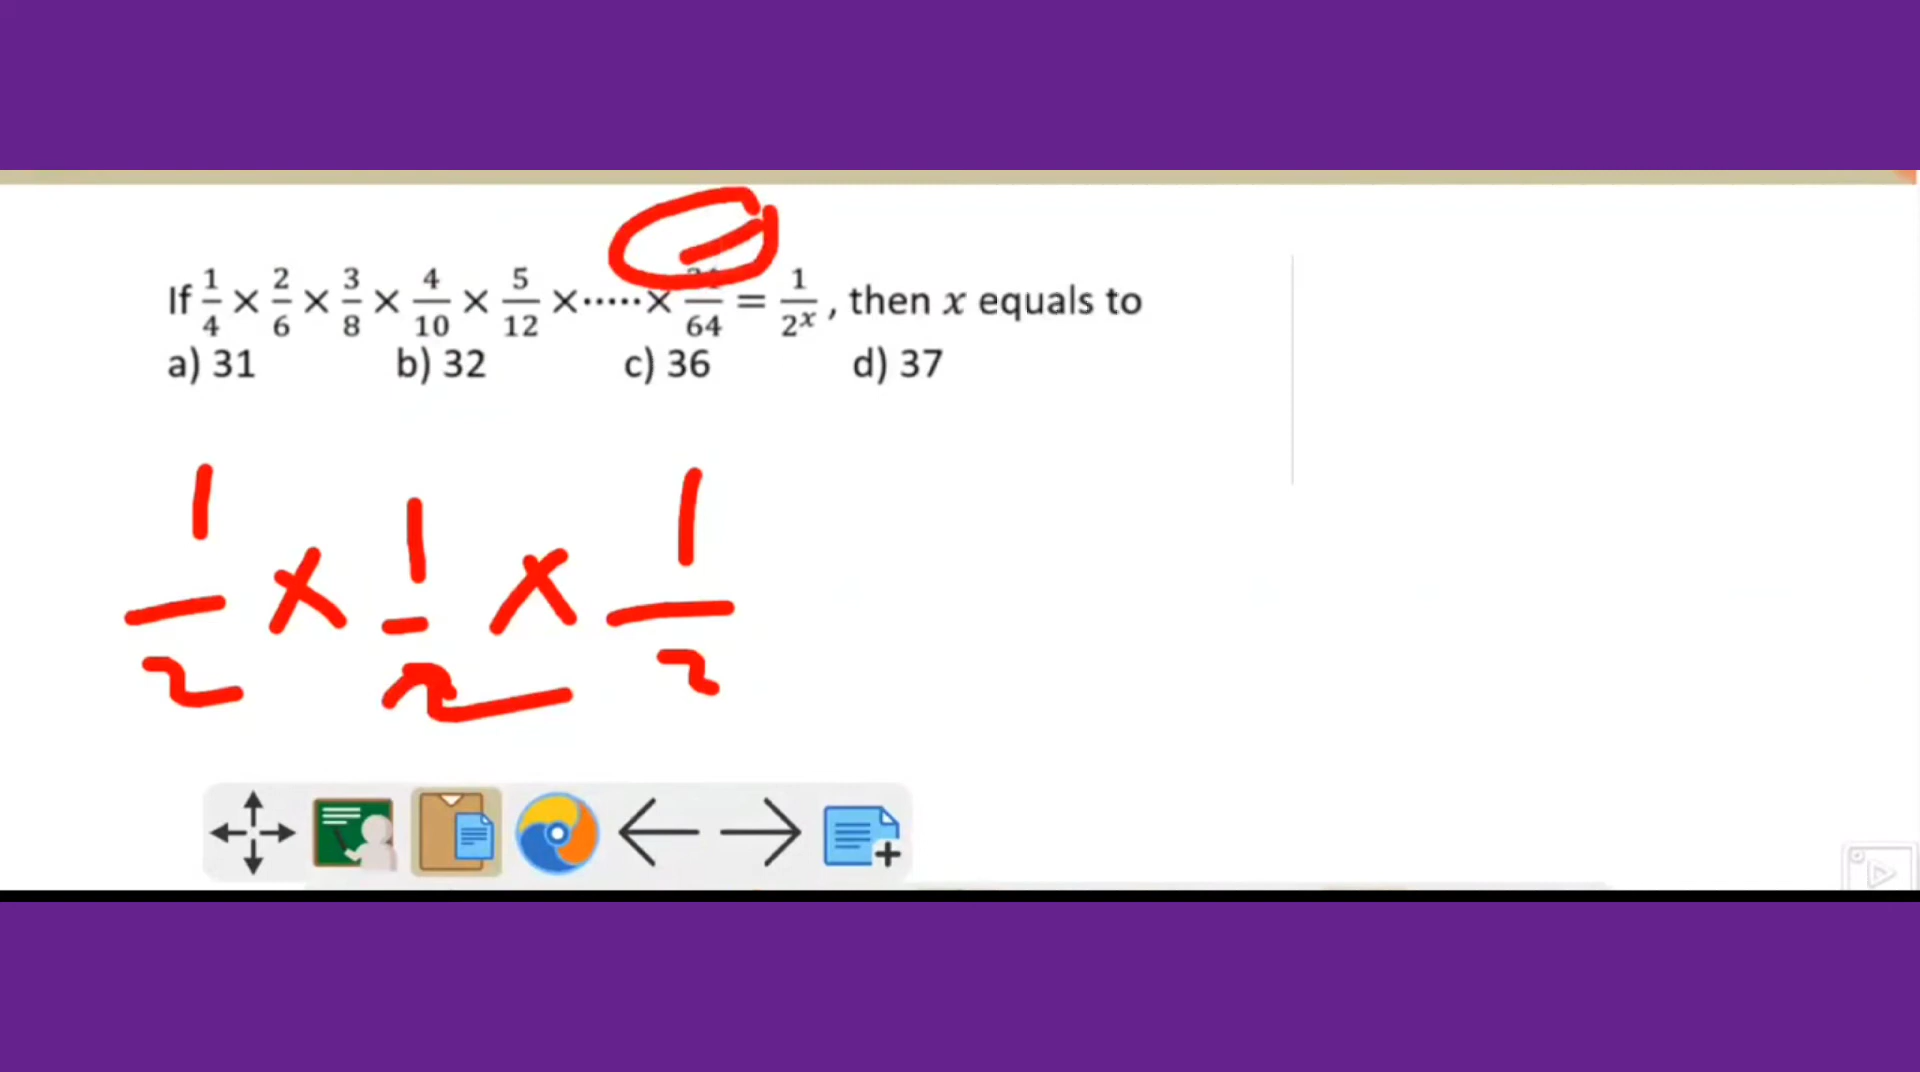 If 1/4 × 2/6 × 3/8 × 4/10 × 5/12 × ..... × /64 = 1/2^x , then x equals to
a) 31 b) 32 c) 36 d) 37
1/2 × 1/2 × 1/2